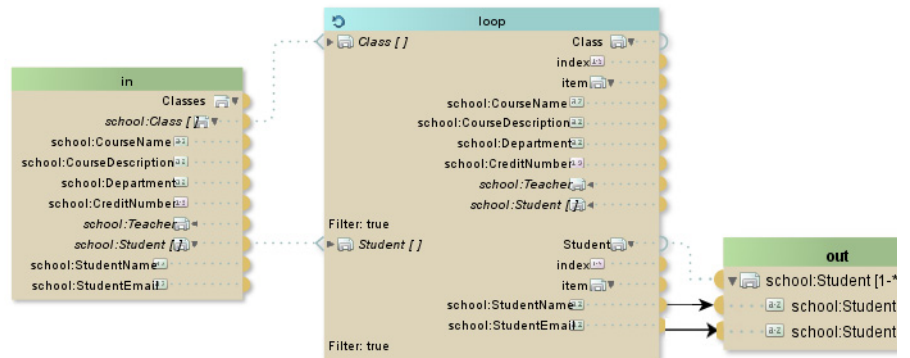 in
Classes
school:Class [ ]
school:CourseName
school:CourseDescription
school:Department
school:CreditNumber
school:Teacher
school:Student [ ]
school:StudentName
school:StudentEmail
loop
Class [ ] Class
index
item
school:CourseName
school:CourseDescription
school:Department
school:CreditNumber
school:Teacher
school:Student [ ]
Filter: true
Student [ ] Student
index
item
school:StudentName
school:StudentEmail
Filter: true
out
school:Student [1-*
school:Student
school:Student